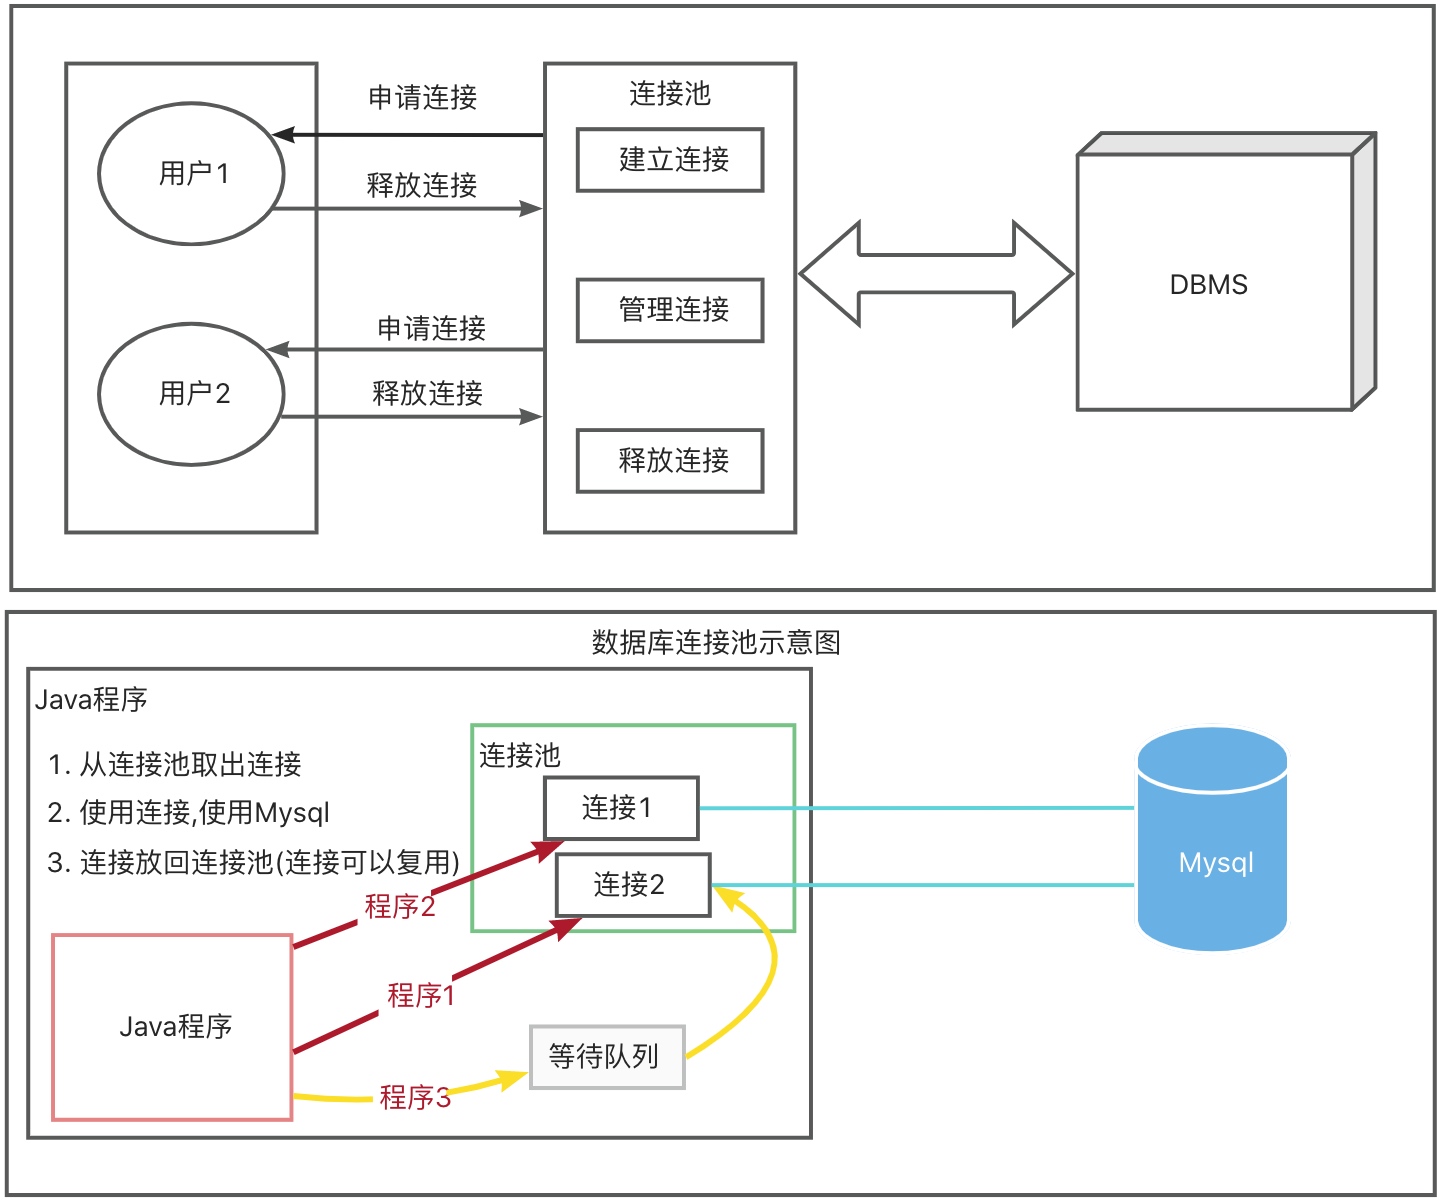 申请连接
连接池
用户1
建立连接
释放连接
DBMS
管理连接
申请连接
用户2
释放连接
释放连接
数据库连接池示意图
Java程序
1. 从连接池取出连接
2. 使用连接,使用Mysql
3. 连接放回连接池(连接可以复用)
连接池
连接1
连接2
Mysql
程序2
程序1
Java程序
等待队列
程序3